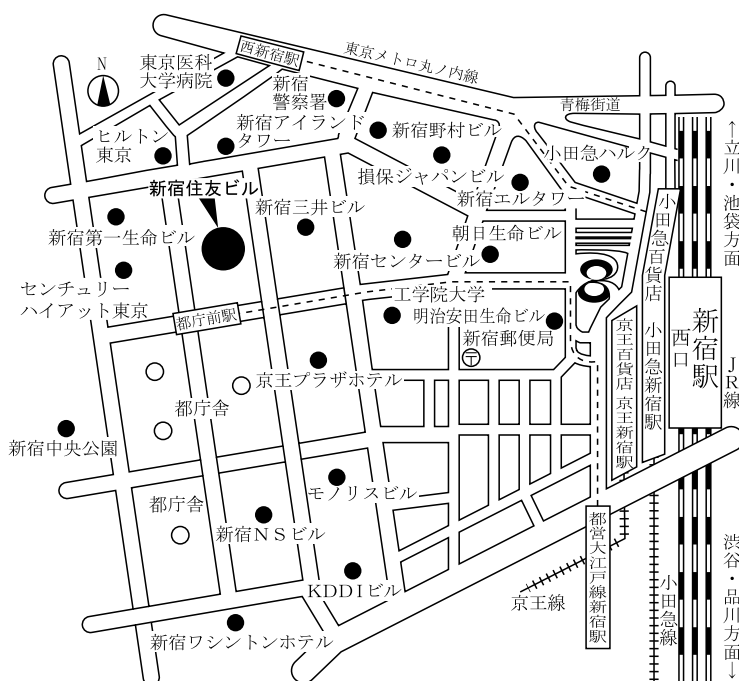 N
東京医科
大学病院
西新宿駅
東京メトロ丸ノ内線
新宿
警察署
青梅街道
ヒルトン
東京
新宿アイランド
タワー
新宿野村ビル
小田急ハルク
損保ジャパンビル
新宿住友ビル
新宿エルタワー
新宿三井ビル
新宿第一生命ビル
朝日生命ビル
新宿センタービル
センチュリー
ハイアット東京
工学院大学
都庁前駅
明治安田生命ビル
新宿郵便局
〒
京王プラザホテル
都庁舎
新宿中央公園
都庁舎
モノリスビル
新宿NSビル
KDDIビル
新宿ワシントンホテル
小田急百貨店
小田急新宿駅
京王百貨店
京王新宿駅
新宿駅
西口
JR線
←立川・池袋方面
渋谷・品川方面→
都営大江戸線新宿駅
京王線
小田急線